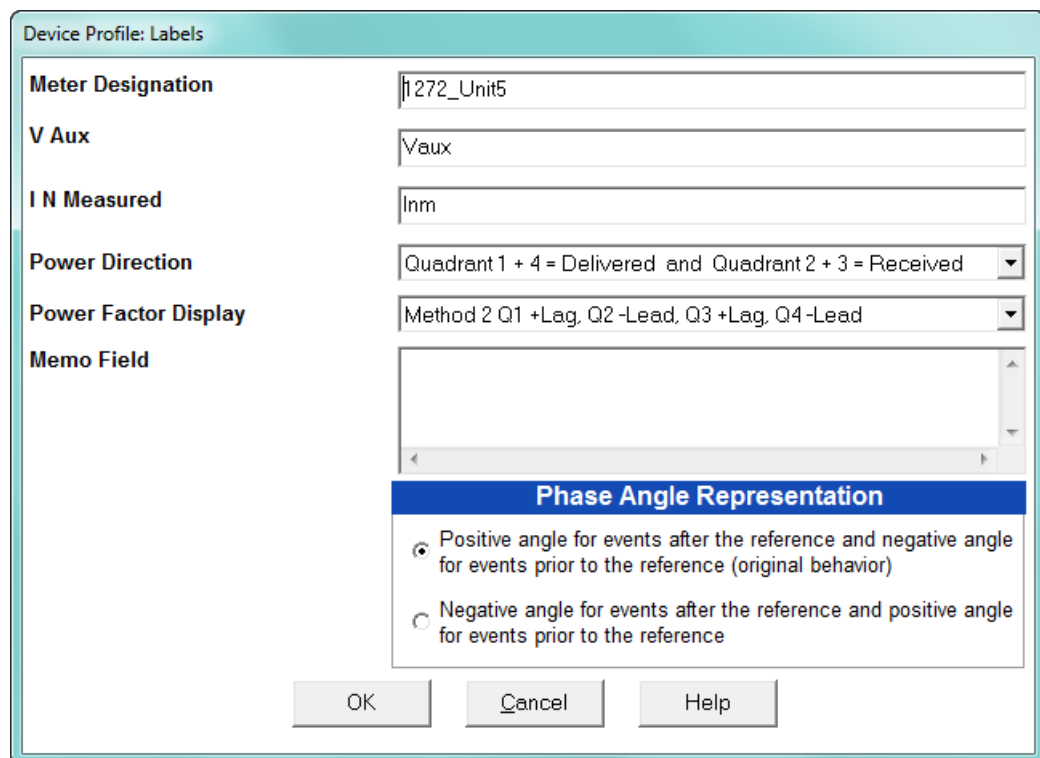 Device Profile: Labels
Meter Designation
1272_Unit5
V Aux
Vaux
I N Measured
Inm
Power Direction
Quadrant 1 + 4 = Delivered and Quadrant 2 + 3 = Received
Power Factor Display
Method 2 Q1 +Lag, Q2 -Lead, Q3 +Lag, Q4 -Lead
Memo Field
Phase Angle Representation
Positive angle for events after the reference and negative angle
for events prior to the reference (original behavior)
Negative angle for events after the reference and positive angle
for events prior to the reference
OK Cancel Help